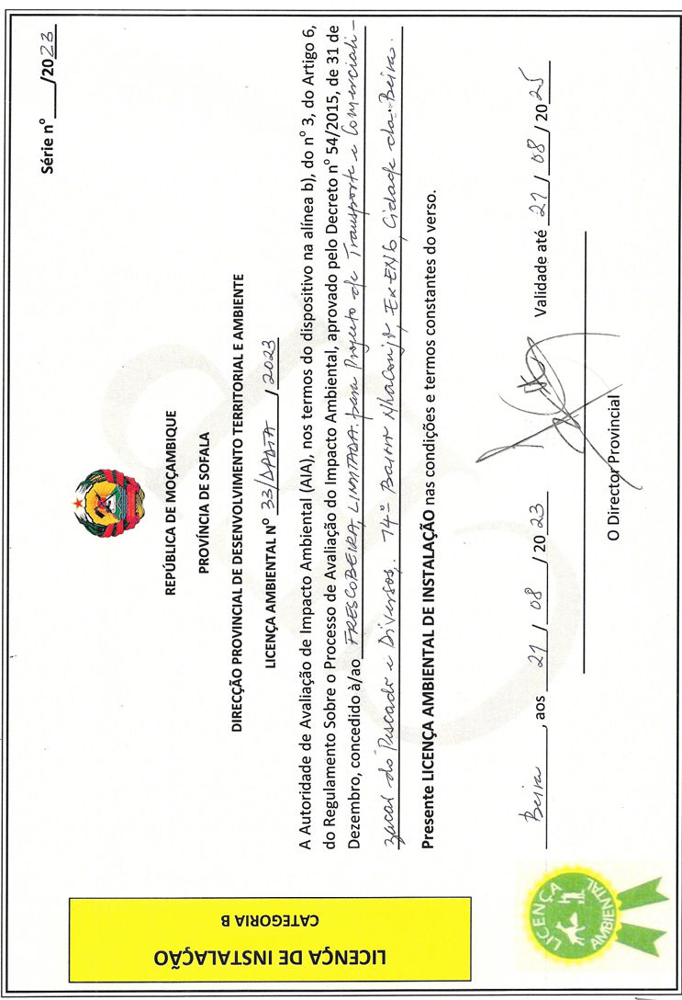 Série nº ___/2023
REPÚBLICA DE MOÇAMBIQUE
PROVÍNCIA DE SOFALA
DIRECÇÃO PROVINCIAL DE DESENVOLVIMENTO TERRITORIAL E AMBIENTE
LICENÇA AMBIENTAL Nº 33/DPDTA / 2023
A Autoridade de Avaliação de Impacto Ambiental (AIA), nos termos do dispositivo na alínea b), do nº 3, do Artigo 6,
do Regulamento Sobre o Processo de Avaliação do Impacto Ambiental, aprovado pelo Decreto nº 54/2015, de 31 de
Dezembro, concedido à/ao FRESCOBEIRA, LIMITADA. para Projecto de Transporte e Comerciali-
zacal do Pescado e Diversos, 14º Bairro Nhaconjo, Ex-ENB, Cidade da Beira.
Presente LICENÇA AMBIENTAL DE INSTALAÇÃO nas condições e termos constantes do verso.
Beira, aos 21 / 08 / 2023 Validade até 21 / 08 / 2025
O Director Provincial
LICENÇA DE INSTALAÇÃO
CATEGORIA B
LICENÇA
AMBIENTAL